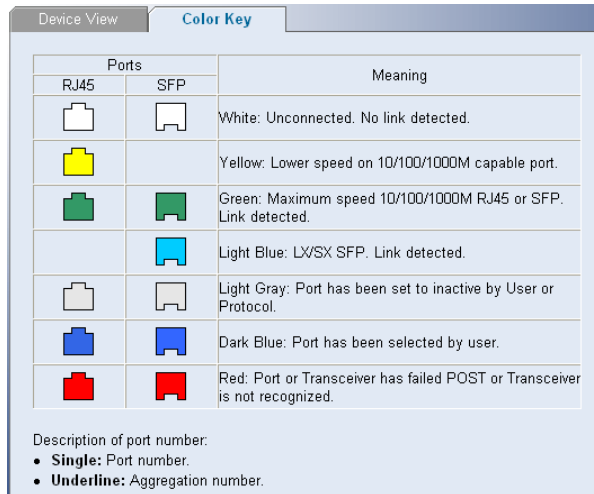 Device View
Color Key
Ports
Meaning
RJ45
SFP
White: Unconnected. No link detected.
Yellow: Lower speed on 10/100/1000M capable port.
Green: Maximum speed 10/100/1000M RJ45 or SFP.
Link detected.
Light Blue: LX/SX SFP. Link detected.
Light Gray: Port has been set to inactive by User or
Protocol.
Dark Blue: Port has been selected by user.
Red: Port or Transceiver has failed POST or Transceiver
is not recognized.
Description of port number:
• Single: Port number.
• Underline: Aggregation number.